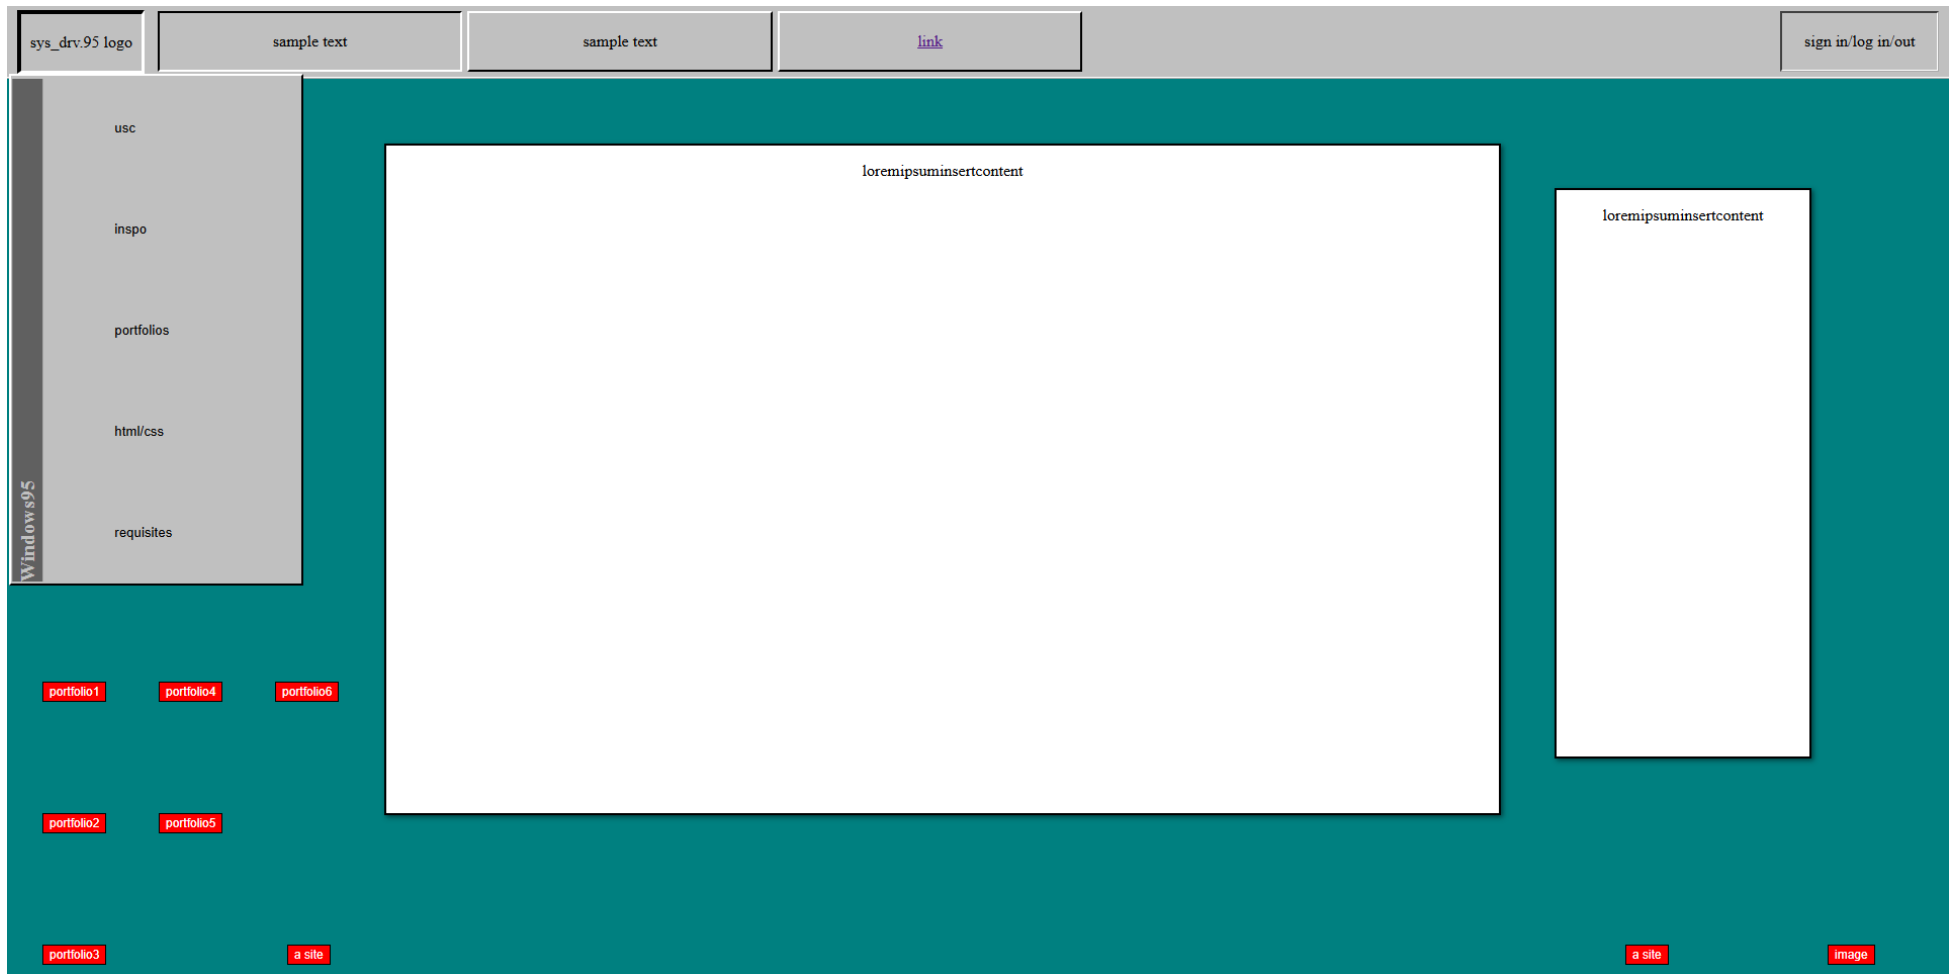 sys_drv.95 logo
sample text
sample text
link
sign in/log in/out
usc
inspo
portfolios
html/css
requisites
Windows95
loremipsuminsertcontent
loremipsuminsertcontent
portfolio1
portfolio4
portfolio6
portfolio2
portfolio5
portfolio3
a site
a site
image